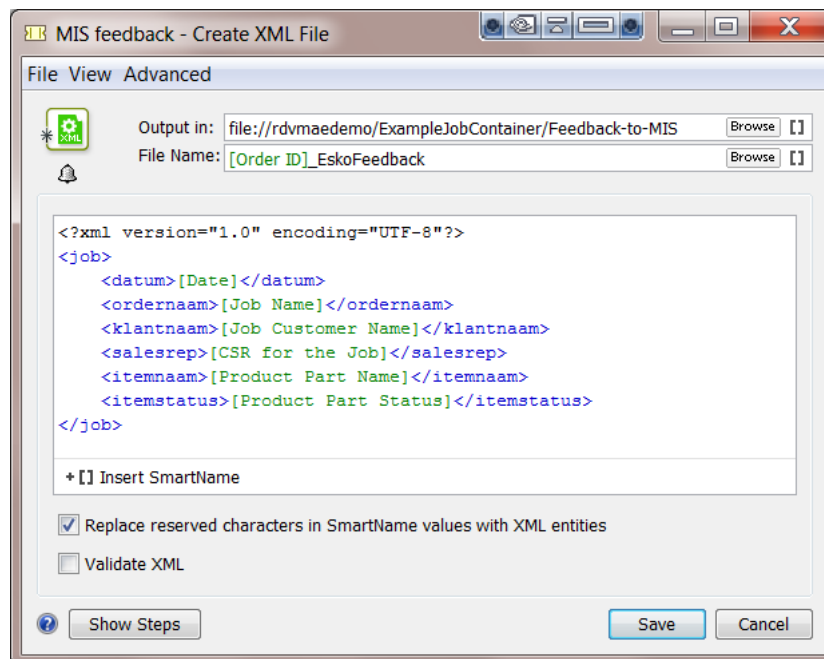 MIS feedback - Create XML File
File View Advanced
XML
Output in: file://rdvmaedemo/ExampleJobContainer/Feedback-to-MIS Browse []
File Name: [Order ID]_EskoFeedback Browse []
<?xml version="1.0" encoding="UTF-8"?>
<job>
<datum>[Date]</datum>
<ordernaam>[Job Name]</ordernaam>
<klantnaam>[Job Customer Name]</klantnaam>
<salesrep>[CSR for the Job]</salesrep>
<itemnaam>[Product Part Name]</itemnaam>
<itemstatus>[Product Part Status]</itemstatus>
</job>
+ [] Insert SmartName
Replace reserved characters in SmartName values with XML entities
Validate XML
? Show Steps Save Cancel